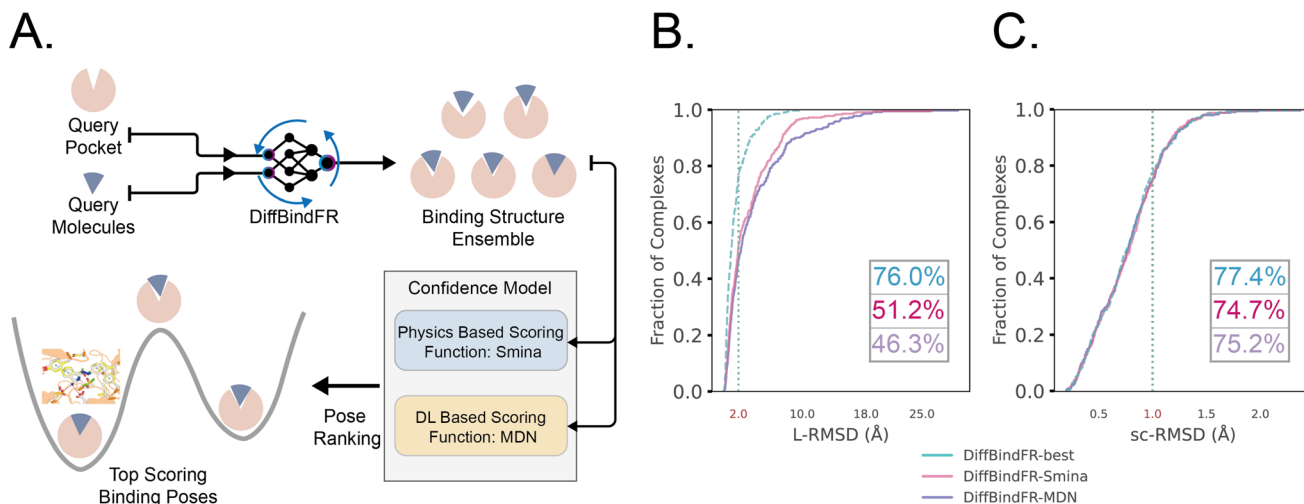 A.
Query
Pocket
Query
Molecules
DiffBindFR
Binding Structure
Ensemble
Confidence Model
Physics Based Scoring
Function: Smina
DL Based Scoring
Function: MDN
Pose
Ranking
Top Scoring
Binding Poses
B.
Fraction of Complexes
1.0
0.8
0.6
0.4
0.2
0.0
76.0%
51.2%
46.3%
2.0 10.0 18.0 25.0
L-RMSD (Å)
C.
Fraction of Complexes
1.0
0.8
0.6
0.4
0.2
0.0
77.4%
74.7%
75.2%
0.5 1.0 1.5 2.0
sc-RMSD (Å)
DiffBindFR-best
DiffBindFR-Smina
DiffBindFR-MDN